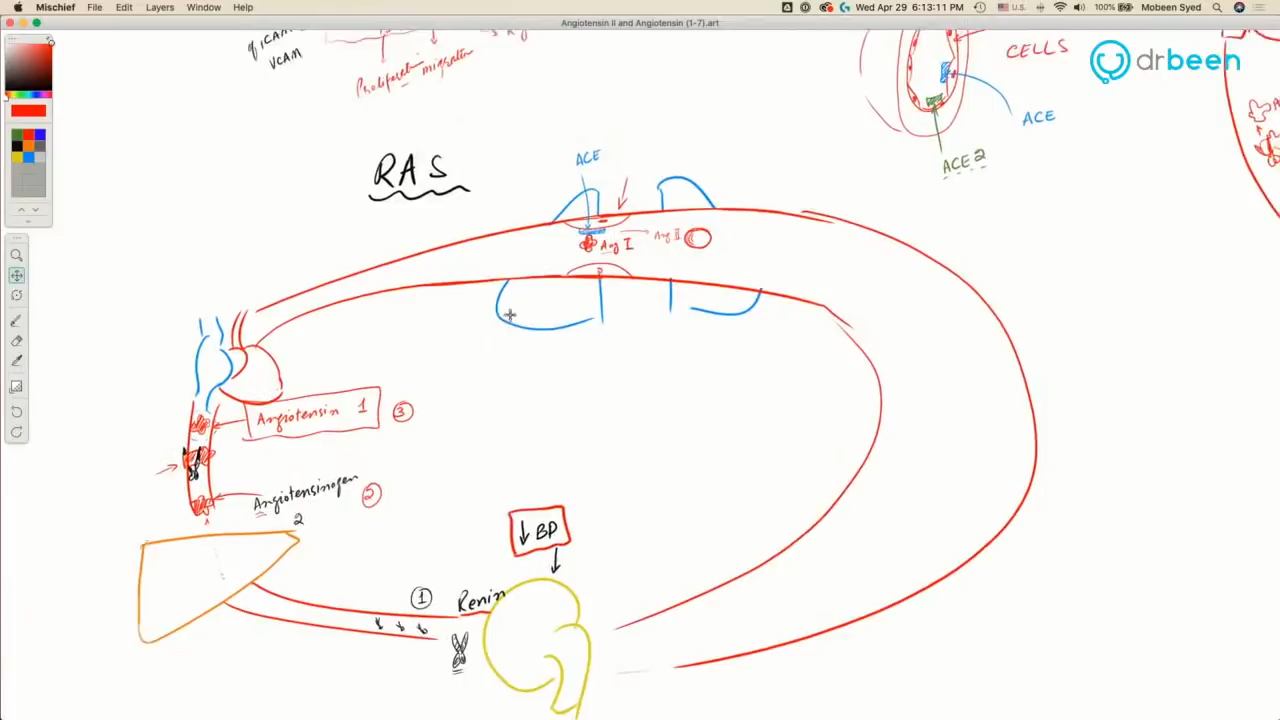 Mischief File Edit Layers Window Help
U.S. 100% Wed Apr 29 6:13:11 PM Mobeen Syed
Angiotensin II and Angiotensin (1-7).art
VCAM
Proliferation migration
CELLS
drbeen
ACE
ACE 2
RAS
ACE
Ang I
Ang II
Angiotensin 1
3
Angiotensinogen
2
2
↓ BP
1
Renin